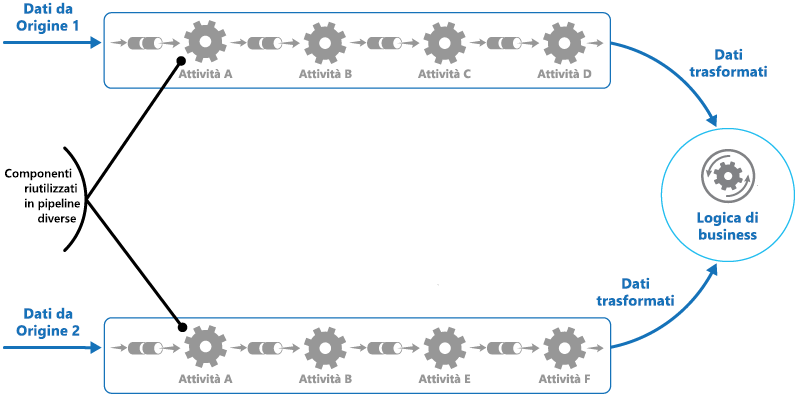 Dati da
Origine 1
Attività A
Attività B
Attività C
Attività D
Dati
trasformati
Componenti
riutilizzati
in pipeline
diverse
Logica di
business
Dati
trasformati
Dati da
Origine 2
Attività A
Attività B
Attività E
Attività F